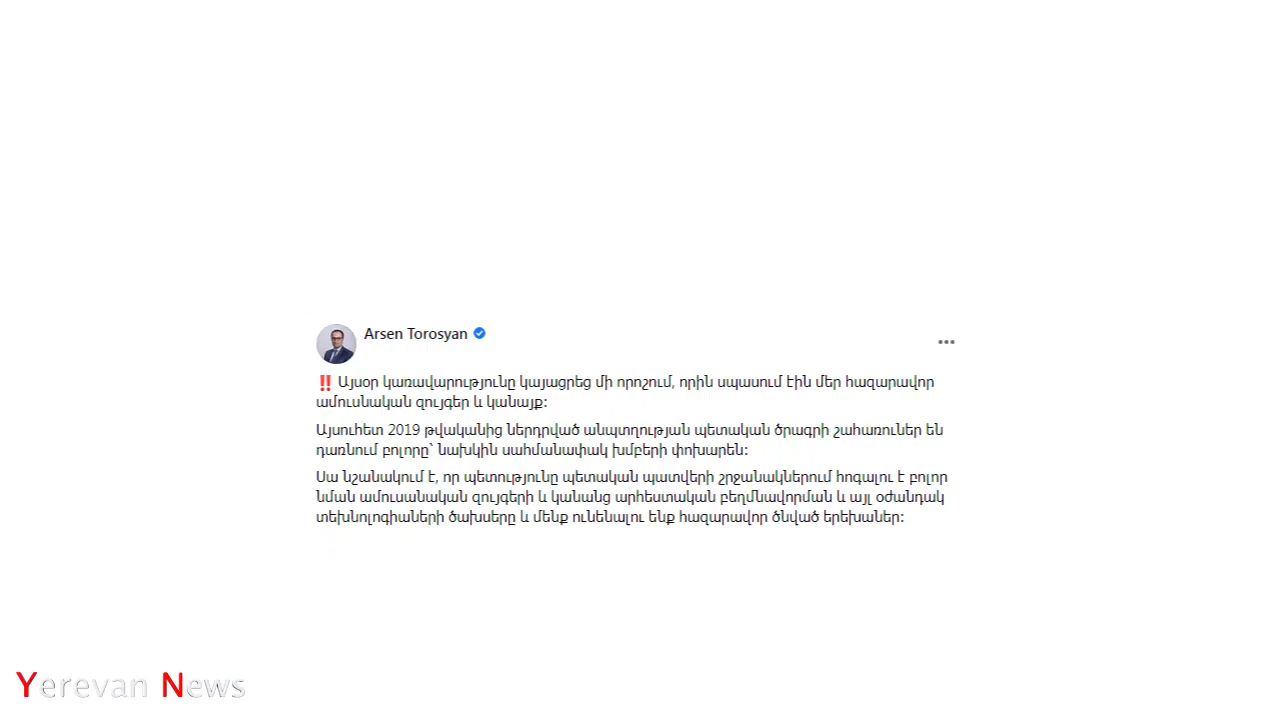 Arsen Torosyan
‼️ Այսօր կառավարությունը կայացրեց մի որոշում, որին սպասում էին մեր հազարավոր
ամուսնական զույգեր և կանայք:
Այսուհետ 2019 թվականից ներդրված անպտղության պետական ծրագրի շահառուներ են
դառնում բոլորը՝ նախկին սահմանափակ խմբերի փոխարեն:
Սա նշանակում է, որ պետությունը պետական պատվերի շրջանակներում հոգալու է բոլոր
նման ամուսանական զույգերի և կանանց արհեստական բեղմնավորման և այլ օժանդակ
տեխնոլոգիաների ծախսերը և մենք ունենալու ենք հազարավոր ծնված երեխաներ:
Yerevan News